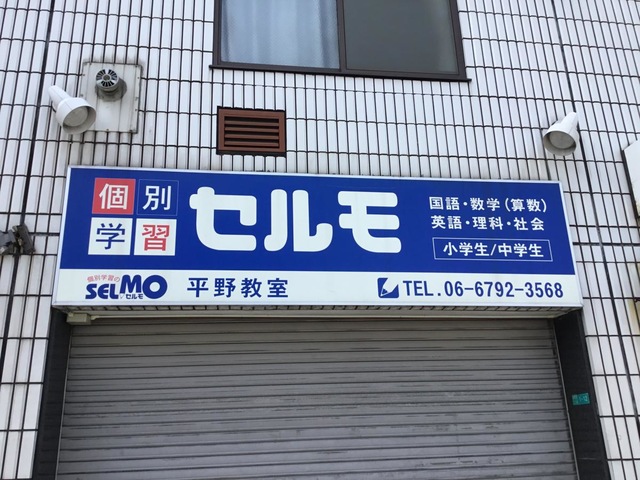 個別
学習
セルモ
国語・数学(算数)
英語・理科・社会
小学生/中学生
個別学習の
SELMO
セルモ
平野教室
TEL. 06-6792-3568